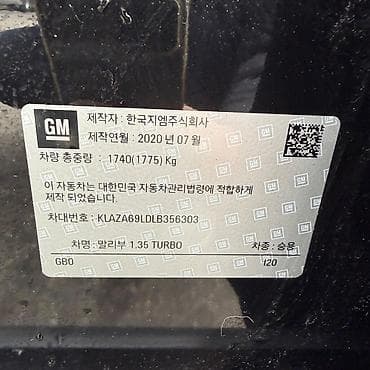 GM
제작자 : 한국지엠주식회사
제작연월 : 2020 년 07 월
차량 총중량 : 1740(1775) Kg
이 자동차는 대한민국 자동차관리법령에 적합하게
제작 되었습니다.
차대번호 : KLAZA69LDLB356303
차명 : 말리부 1.35 TURBO 차종 : 승용
GB0 I20